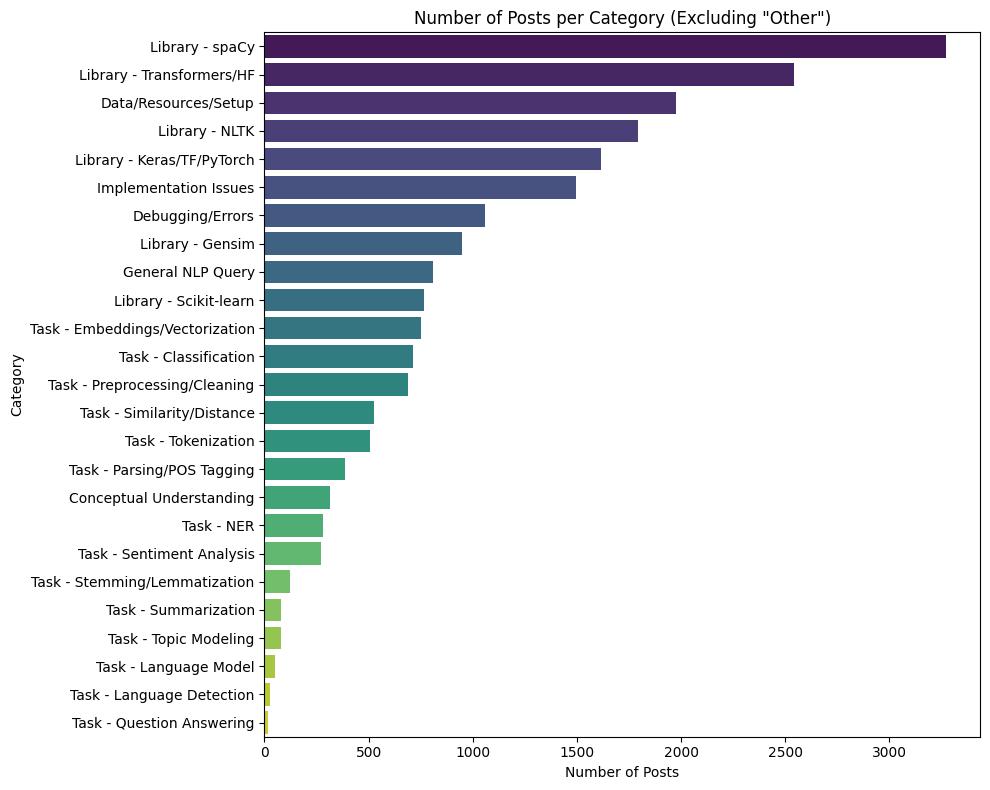 Number of Posts per Category (Excluding "Other")
Library - spaCy
Library - Transformers/HF
Data/Resources/Setup
Library - NLTK
Library - Keras/TF/PyTorch
Implementation Issues
Debugging/Errors
Library - Gensim
General NLP Query
Library - Scikit-learn
Task - Embeddings/Vectorization
Task - Classification
Task - Preprocessing/Cleaning
Task - Similarity/Distance
Task - Tokenization
Task - Parsing/POS Tagging
Conceptual Understanding
Task - NER
Task - Sentiment Analysis
Task - Stemming/Lemmatization
Task - Summarization
Task - Topic Modeling
Task - Language Model
Task - Language Detection
Task - Question Answering
Category
0 500 1000 1500 2000 2500 3000
Number of Posts